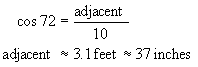 cos 72 = adjacent / 10
adjacent ≈ 3.1 feet ≈ 37 inches